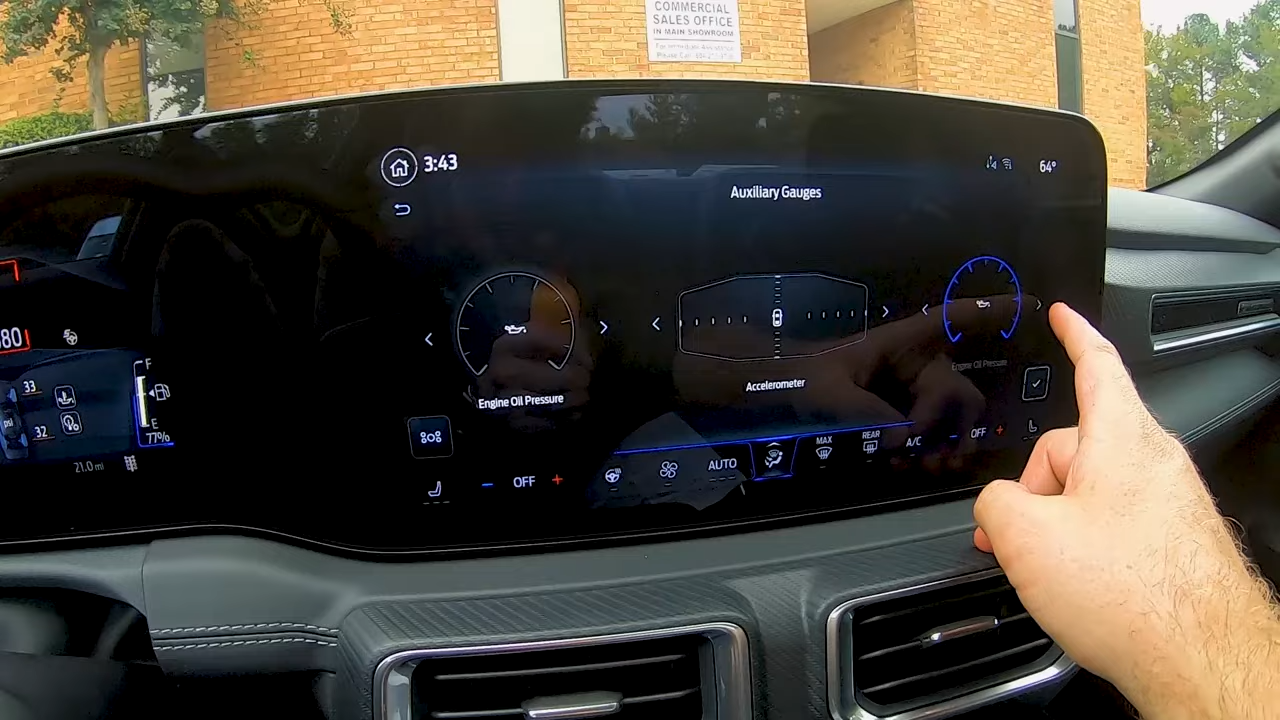 COMMERCIAL
SALES OFFICE
IN MAIN SHOWROOM
3:43
64°
Auxiliary Gauges
80
33
32
psi
F
E
77%
21.0 mi
Engine Oil Pressure
Accelerometer
Engine Oil Pressure
OFF
AUTO
MAX
REAR
A/C
OFF